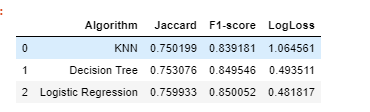 :
Algorithm Jaccard F1-score LogLoss
0 KNN 0.750199 0.839181 1.064561
1 Decision Tree 0.753076 0.849546 0.493511
2 Logistic Regression 0.759933 0.850052 0.481817